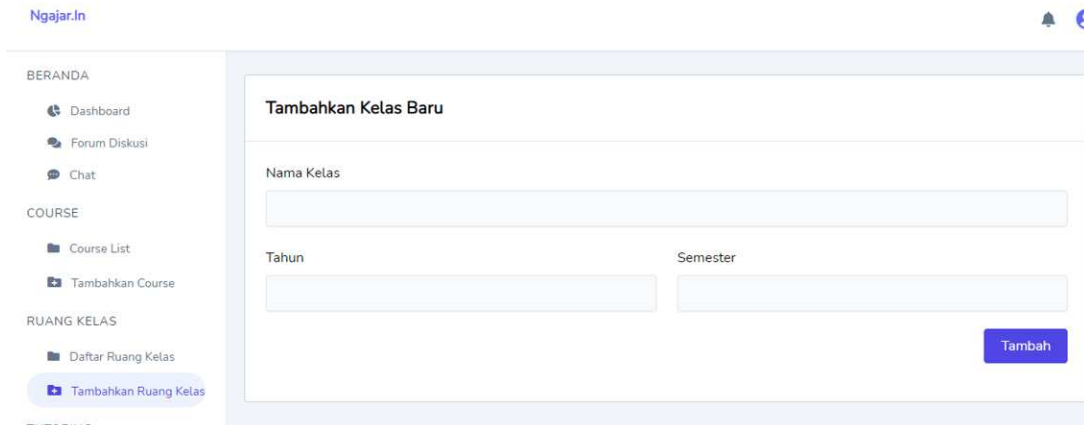 Ngajar.In
BERANDA
Dashboard
Forum Diskusi
Chat
COURSE
Course List
Tambahkan Course
RUANG KELAS
Daftar Ruang Kelas
Tambahkan Ruang Kelas
Tambahkan Kelas Baru
Nama Kelas
Tahun
Semester
Tambah